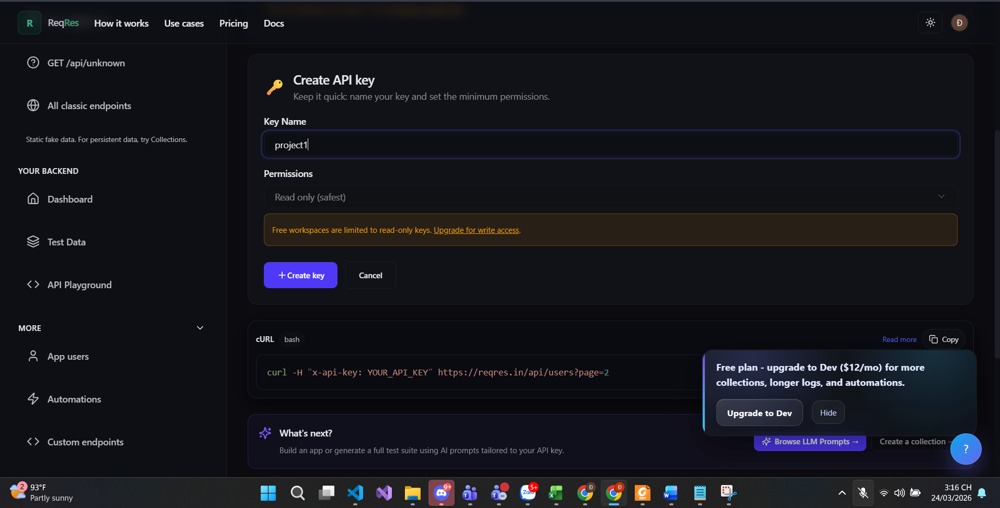 R ReqRes How it works Use cases Pricing Docs Đ
GET /api/unknown
All classic endpoints
Static fake data. For persistent data, try Collections.
YOUR BACKEND
Dashboard
Test Data
API Playground
MORE
App users
Automations
Custom endpoints
Create API key
Keep it quick: name your key and set the minimum permissions.
Key Name
project1
Permissions
Read only (safest)
Free workspaces are limited to read-only keys. Upgrade for write access.
+ Create key Cancel
cURL bash Read more Copy
curl -H "x-api-key: YOUR_API_KEY" https://reqres.in/api/users?page=2
Free plan - upgrade to Dev ($12/mo) for more
collections, longer logs, and automations.
Upgrade to Dev Hide
What's next?
Build an app or generate a full test suite using AI prompts tailored to your API key.
Browse LLM Prompts → Create a collection
?
2 93°F
Partly sunny
9+
5+
Zalo
3:16 CH
24/03/2026